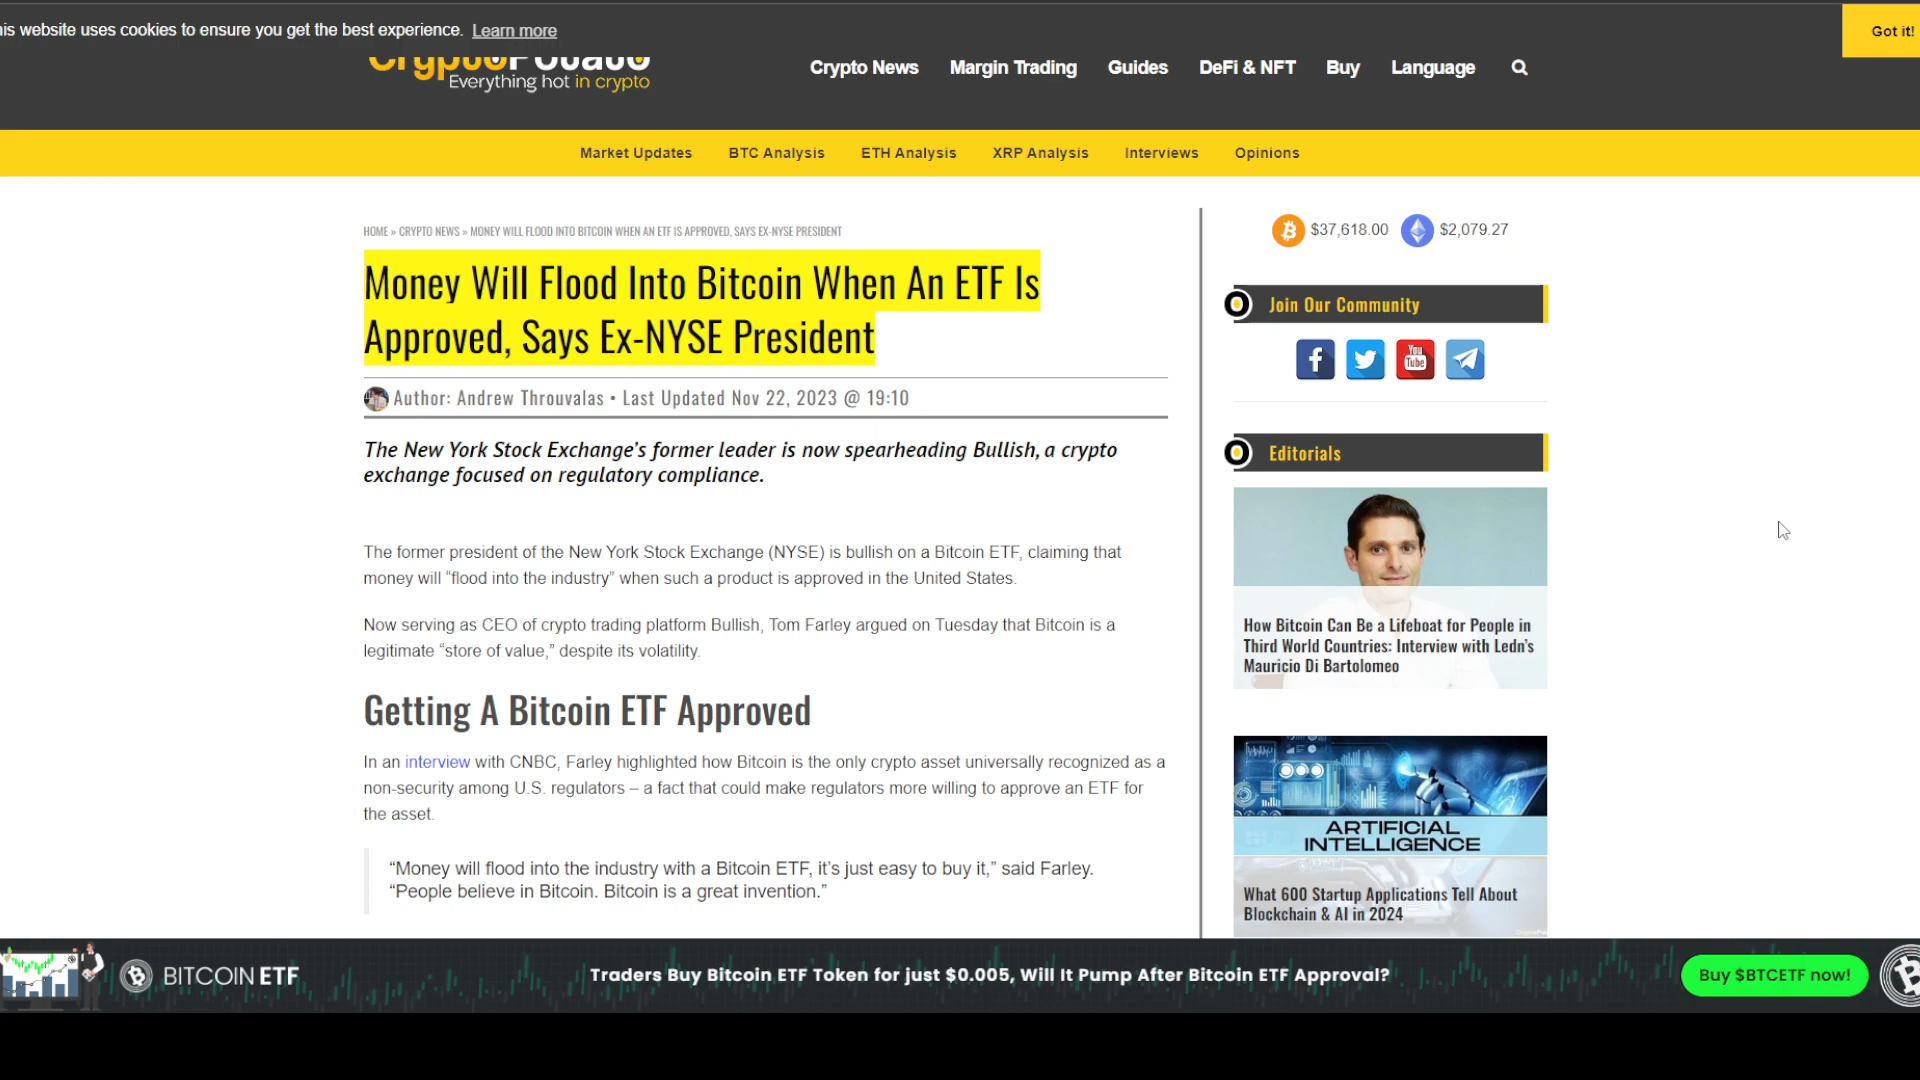 is website uses cookies to ensure you get the best experience. Learn more
Got it!
CryptoPotato
Everything hot in crypto
Crypto News Margin Trading Guides DeFi & NFT Buy Language
Market Updates BTC Analysis ETH Analysis XRP Analysis Interviews Opinions
HOME » CRYPTO NEWS » MONEY WILL FLOOD INTO BITCOIN WHEN AN ETF IS APPROVED, SAYS EX-NYSE PRESIDENT
Money Will Flood Into Bitcoin When An ETF Is
Approved, Says Ex-NYSE President
Author: Andrew Throuvalas • Last Updated Nov 22, 2023 @ 19:10
The New York Stock Exchange’s former leader is now spearheading Bullish, a crypto
exchange focused on regulatory compliance.
The former president of the New York Stock Exchange (NYSE) is bullish on a Bitcoin ETF, claiming that
money will “flood into the industry” when such a product is approved in the United States.
Now serving as CEO of crypto trading platform Bullish, Tom Farley argued on Tuesday that Bitcoin is a
legitimate “store of value,” despite its volatility.
Getting A Bitcoin ETF Approved
In an interview with CNBC, Farley highlighted how Bitcoin is the only crypto asset universally recognized as a
non-security among U.S. regulators – a fact that could make regulators more willing to approve an ETF for
the asset.
“Money will flood into the industry with a Bitcoin ETF, it’s just easy to buy it,” said Farley.
“People believe in Bitcoin. Bitcoin is a great invention.”
$37,618.00 $2,079.27
Join Our Community
You
Tube
Editorials
How Bitcoin Can Be a Lifeboat for People in
Third World Countries: Interview with Ledn’s
Mauricio Di Bartolomeo
ARTIFICIAL
INTELLIGENCE
What 600 Startup Applications Tell About
Blockchain & AI in 2024
BITCOIN ETF
Traders Buy Bitcoin ETF Token for just $0.005, Will It Pump After Bitcoin ETF Approval?
Buy $BTCETF now!